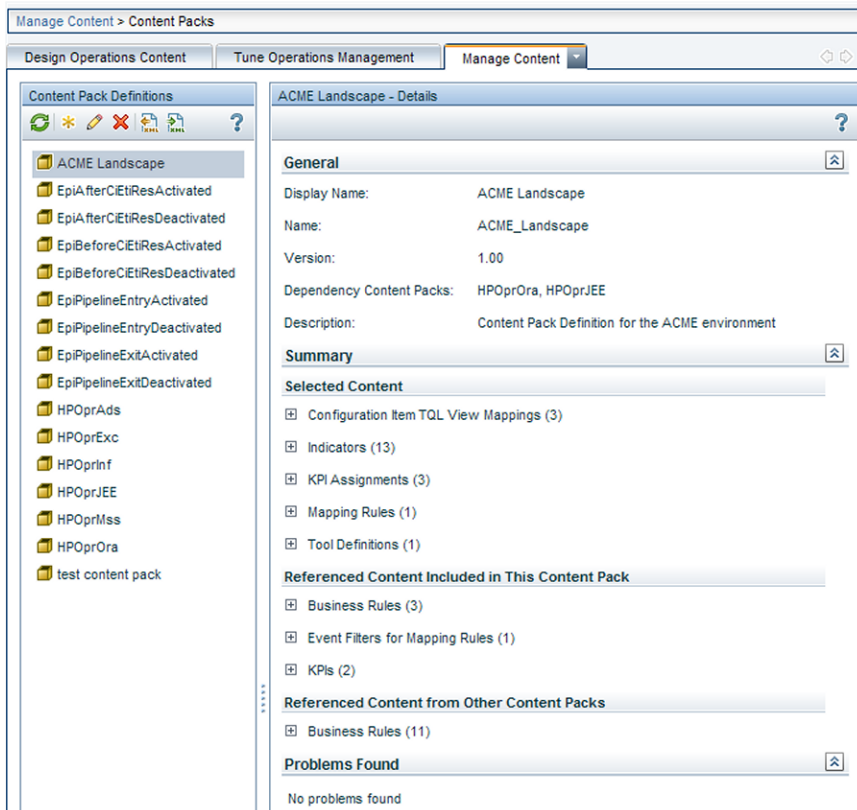 Manage Content > Content Packs
Design Operations Content
Tune Operations Management
Manage Content
Content Pack Definitions
XML
XML
?
ACME Landscape
EpiAfterCiEtiResActivated
EpiAfterCiEtiResDeactivated
EpiBeforeCiEtiResActivated
EpiBeforeCiEtiResDeactivated
EpiPipelineEntryActivated
EpiPipelineEntryDeactivated
EpiPipelineExitActivated
EpiPipelineExitDeactivated
HPOprAds
HPOprExc
HPOprInf
HPOprJEE
HPOprMss
HPOprOra
test content pack
ACME Landscape - Details
?
General
Display Name: ACME Landscape
Name: ACME_Landscape
Version: 1.00
Dependency Content Packs: HPOprOra, HPOprJEE
Description: Content Pack Definition for the ACME environment
Summary
Selected Content
Configuration Item TQL View Mappings (3)
Indicators (13)
KPI Assignments (3)
Mapping Rules (1)
Tool Definitions (1)
Referenced Content Included in This Content Pack
Business Rules (3)
Event Filters for Mapping Rules (1)
KPIs (2)
Referenced Content from Other Content Packs
Business Rules (11)
Problems Found
No problems found